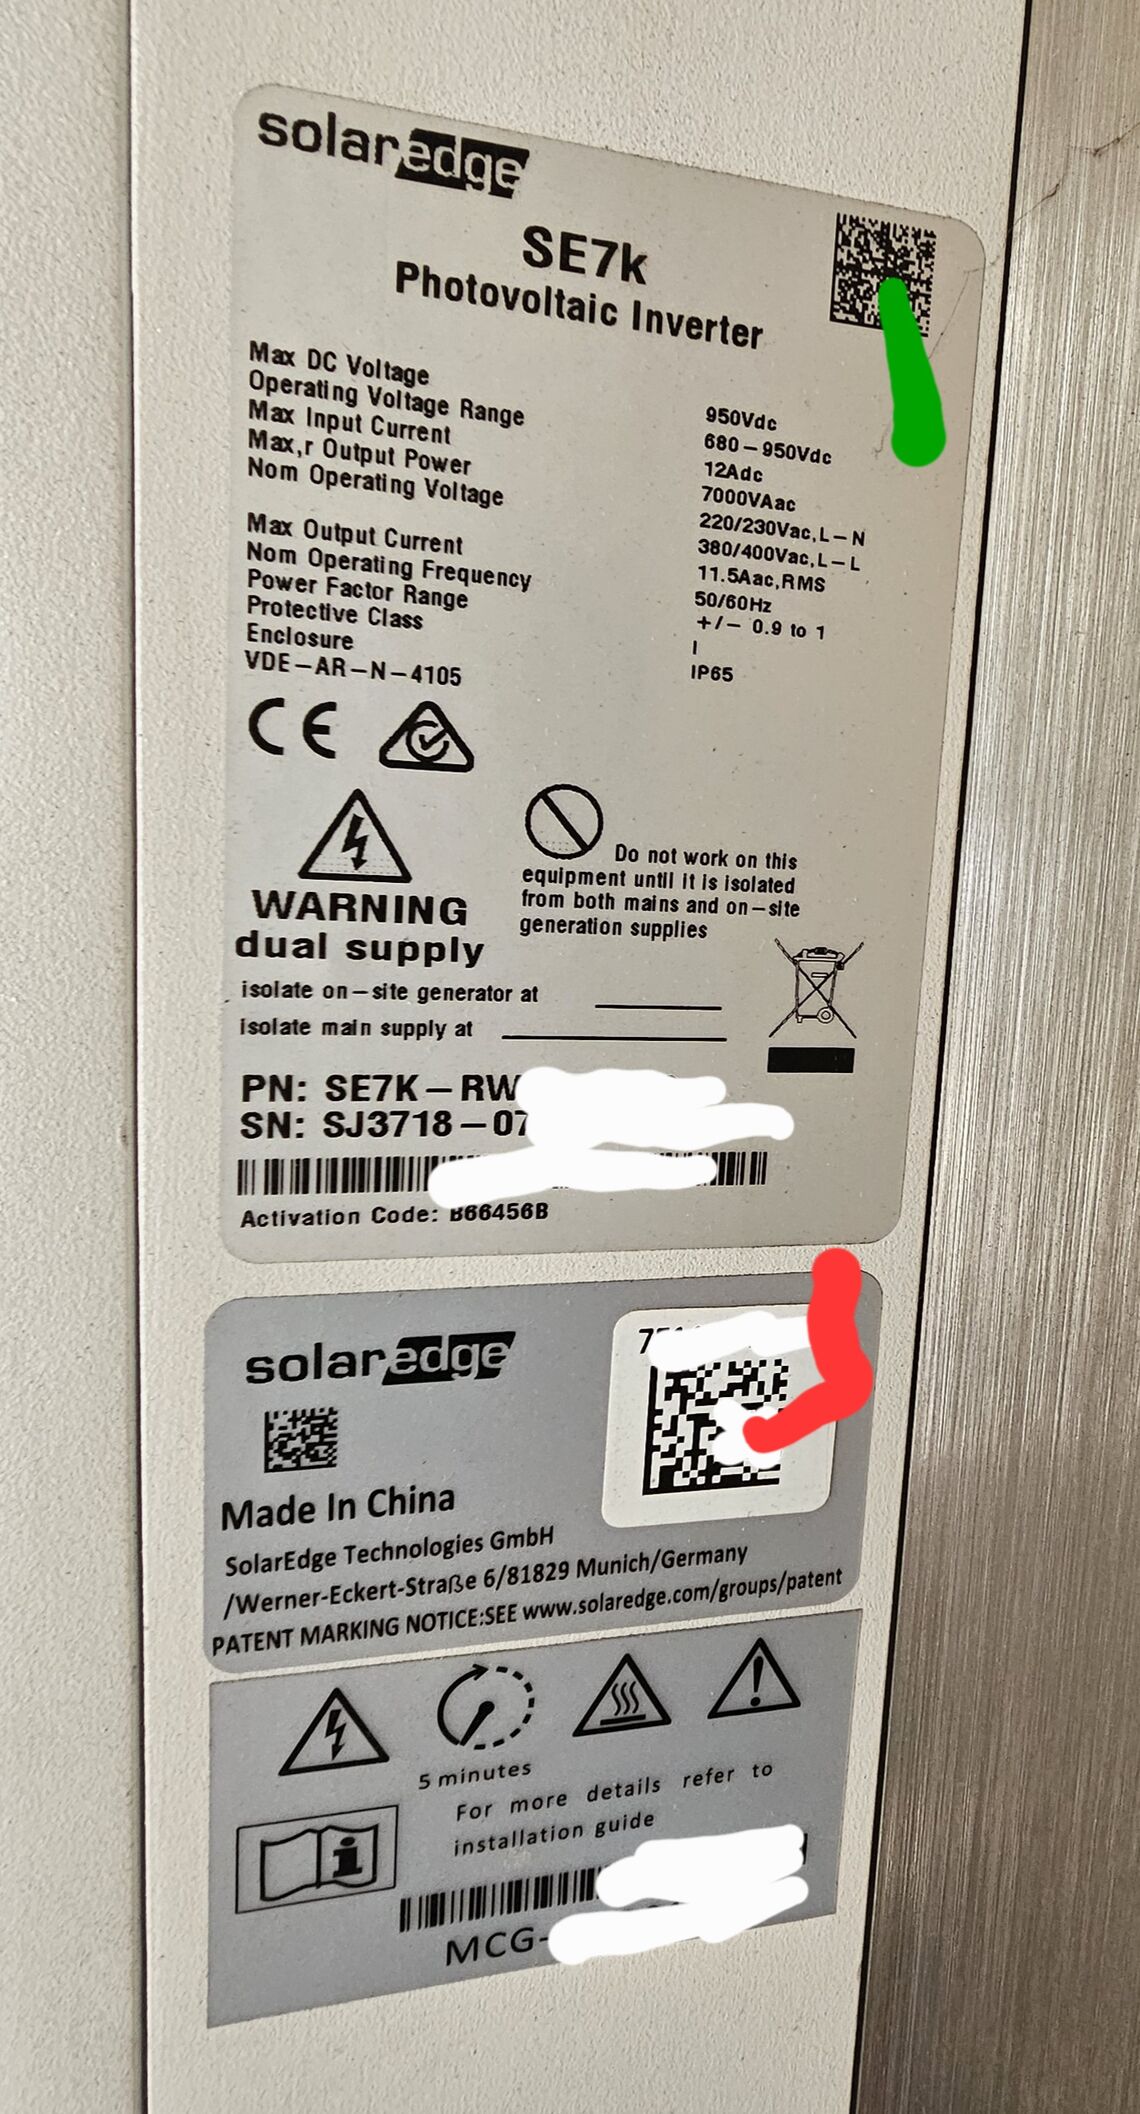 solaredge
SE7k
Photovoltaic Inverter
Max DC Voltage 950Vdc
Operating Voltage Range 680-950Vdc
Max Input Current 12Adc
Max,r Output Power 7000VAac
Nom Operating Voltage 220/230Vac,L-N
380/400Vac,L-L
Max Output Current 11.5Aac,RMS
Nom Operating Frequency 50/60Hz
Power Factor Range +/- 0.9 to 1
Protective Class I
Enclosure IP65
VDE-AR-N-4105
CE
WARNING
dual supply
Do not work on this
equipment until it is isolated
from both mains and on-site
generation supplies
isolate on-site generator at
isolate main supply at
PN: SE7K-RW
SN: SJ3718-07
Activation Code: B66456B
solaredge
Made In China
SolarEdge Technologies GmbH
/Werner-Eckert-Straße 6/81829 Munich/Germany
PATENT MARKING NOTICE:SEE www.solaredge.com/groups/patent
5 minutes
For more details refer to
installation guide
MCG-